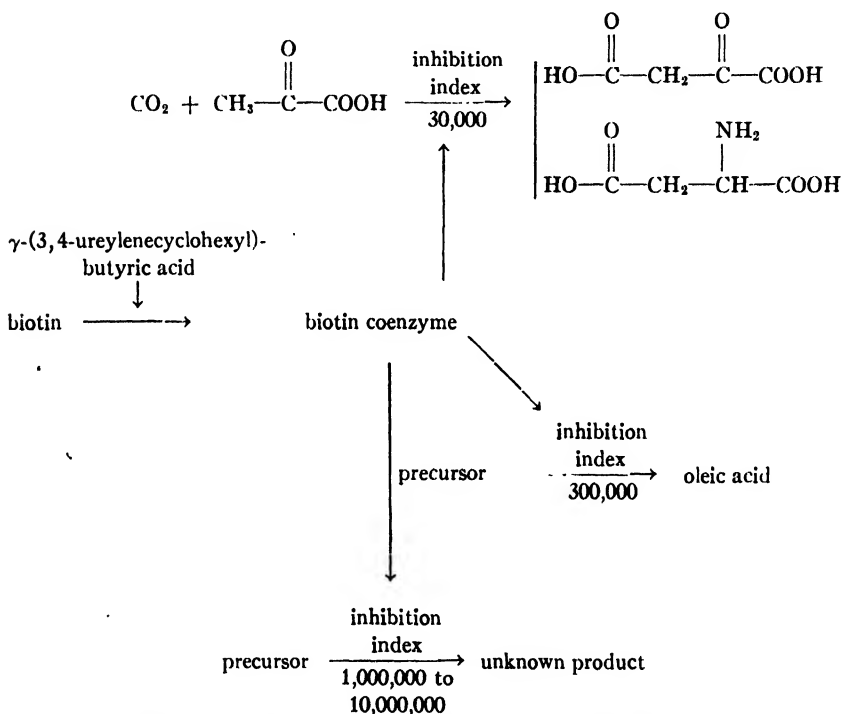 O O O
inhibition
index
HO—C—CH₂—C—COOH
CO₂ + CH₃—C—COOH
30,000
O NH₂
HO—C—CH₂—CH—COOH
γ-(3,4-ureylenecyclohexyl)-
butyric acid
biotin
biotin coenzyme
inhibition
index
precursor
300,000
oleic acid
inhibition
index
precursor
unknown product
1,000,000 to
10,000,000